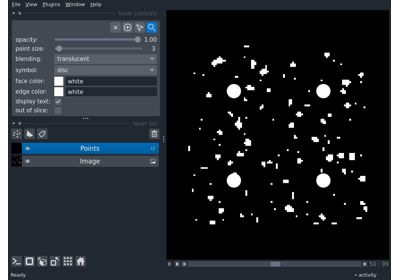 File View Plugins Window Help
layer controls
opacity: 1.00
point size: 3
blending: translucent
symbol: disc
face color: white
edge color: white
display text:
out of slice:
layer list
Points
Image
Ready
50 99
activity